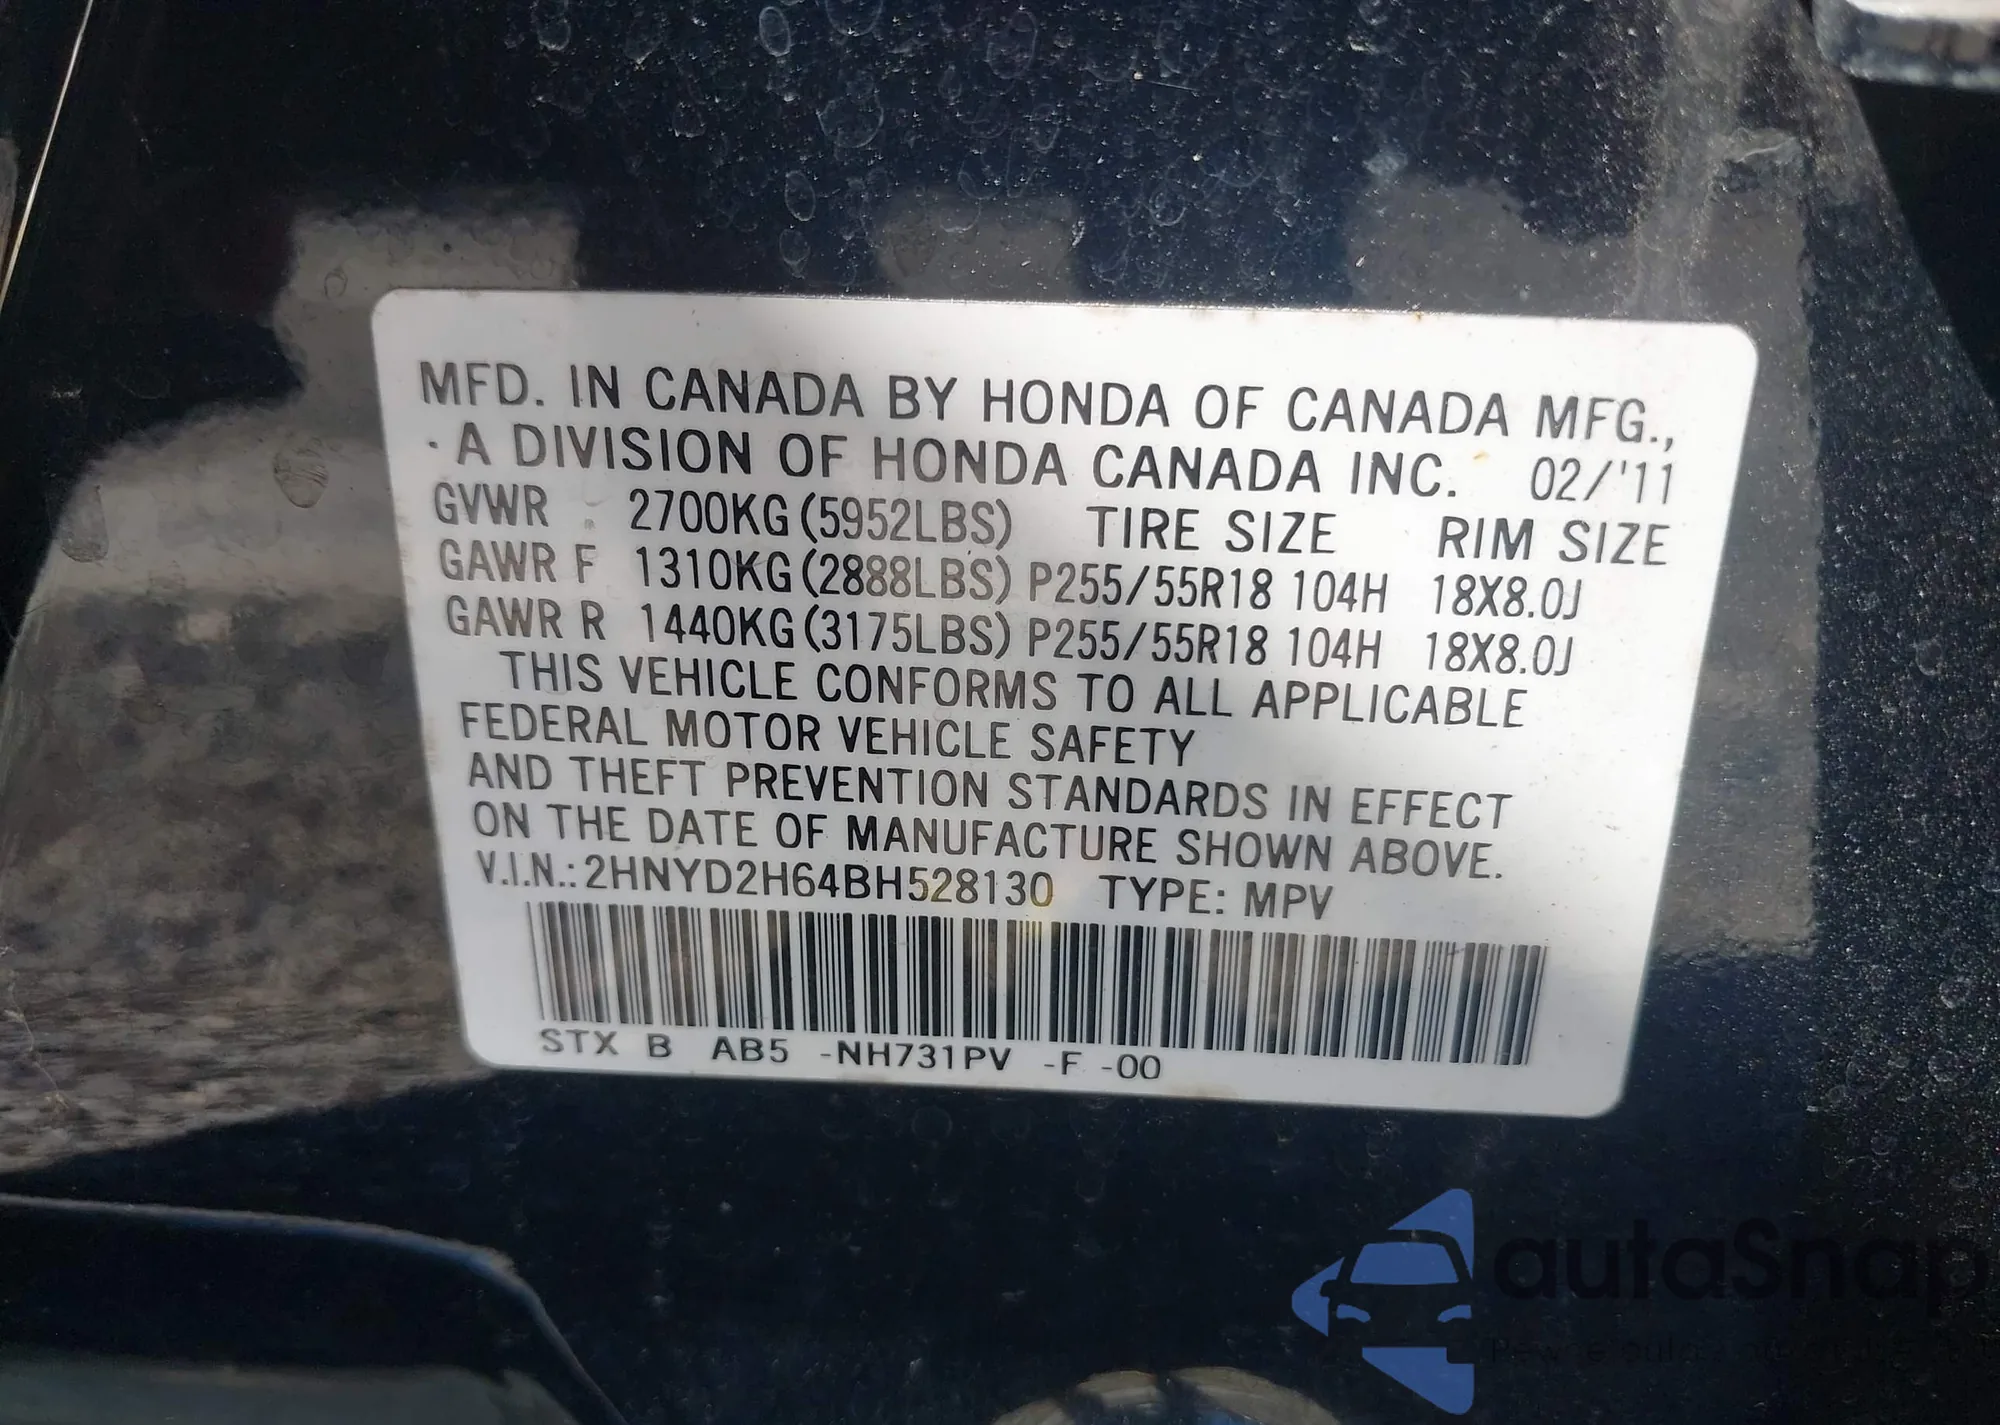 MFD. IN CANADA BY HONDA OF CANADA MFG.,
A DIVISION OF HONDA CANADA INC. 02/'11
GVWR 2700KG (5952LBS) TIRE SIZE RIM SIZE
GAWR F 1310KG (2888LBS) P255/55R18 104H 18X8.0J
GAWR R 1440KG (3175LBS) P255/55R18 104H 18X8.0J
THIS VEHICLE CONFORMS TO ALL APPLICABLE
FEDERAL MOTOR VEHICLE SAFETY
AND THEFT PREVENTION STANDARDS IN EFFECT
ON THE DATE OF MANUFACTURE SHOWN ABOVE.
V.I.N.: 2HNYD2H64BH528130 TYPE: MPV
STX B AB5 -NH731PV -F -00
autaSnap